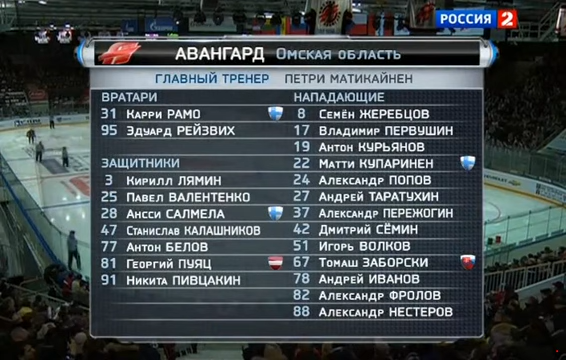 РОССИЯ 2
АВАНГАРД Омская область
ГЛАВНЫЙ ТРЕНЕР ПЕТРИ МАТИКАЙНЕН
ВРАТАРИ
31 Карри РАМО
95 Эдуард РЕЙЗВИХ
ЗАЩИТНИКИ
3 Кирилл ЛЯМИН
25 Павел ВАЛЕНТЕНКО
28 Ансси САЛМЕЛА
47 Станислав КАЛАШНИКОВ
77 Антон БЕЛОВ
81 Георгий ПУЯЦ
91 Никита ПИВЦАКИН
НАПАДАЮЩИЕ
8 Семён ЖЕРЕБЦОВ
17 Владимир ПЕРВУШИН
19 Антон КУРЬЯНОВ
22 Матти КУПАРИНЕН
24 Александр ПОПОВ
27 Андрей ТАРАТУХИН
37 Александр ПЕРЕЖОГИН
42 Дмитрий СЁМИН
51 Игорь ВОЛКОВ
67 Томаш ЗАБОРСКИ
78 Андрей ИВАНОВ
82 Александр ФРОЛОВ
88 Александр НЕСТЕРОВ